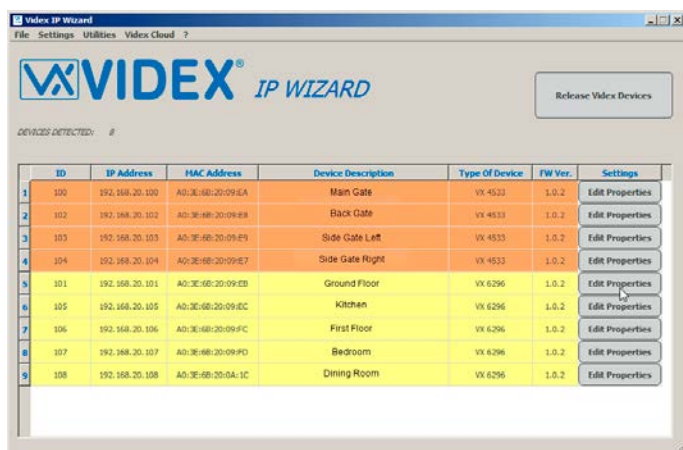 Videx IP Wizard
File Settings Utilities Videx Cloud ?
VIDEX® IP WIZARD
Release Videx Devices
DEVICES DETECTED: 8
ID IP Address MAC Address Device Description Type Of Device FW Ver. Settings
1 100 192.168.20.100 A0:3E:6B:20:09:EA Main Gate VX 4533 1.0.2 Edit Properties
2 102 192.168.20.102 A0:3E:6B:20:09:E8 Back Gate VX 4533 1.0.2 Edit Properties
3 103 192.168.20.103 A0:3E:6B:20:09:E9 Side Gate Left VX 4533 1.0.2 Edit Properties
4 104 192.168.20.104 A0:3E:6B:20:09:E7 Side Gate Right VX 4533 1.0.2 Edit Properties
5 101 192.168.20.101 A0:3E:6B:20:09:EB Ground Floor VX 6296 1.0.2 Edit Properties
6 105 192.168.20.105 A0:3E:6B:20:09:EC Kitchen VX 6296 1.0.2 Edit Properties
7 106 192.168.20.106 A0:3E:6B:20:09:FC First Floor VX 6296 1.0.2 Edit Properties
8 107 192.168.20.107 A0:3E:6B:20:09:FD Bedroom VX 6296 1.0.2 Edit Properties
9 108 192.168.20.108 A0:3E:6B:20:0A:1C Dining Room VX 6296 1.0.2 Edit Properties